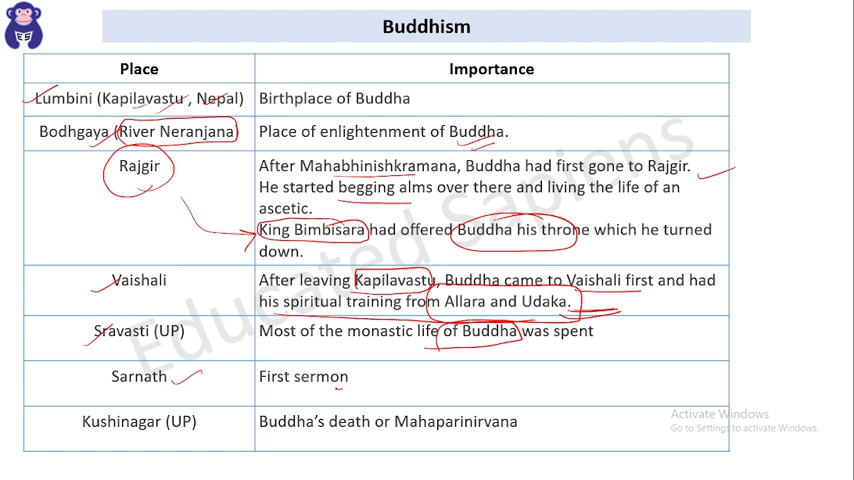 Buddhism
Place
Importance
Lumbini (Kapilavastu , Nepal)
Birthplace of Buddha
Bodhgaya (River Neranjana)
Place of enlightenment of Buddha.
Rajgir
After Mahabhinishkramana, Buddha had first gone to Rajgir.
He started begging alms over there and living the life of an
ascetic.
King Bimbisara had offered Buddha his throne which he turned
down.
Vaishali
After leaving Kapilavastu, Buddha came to Vaishali first and had
his spiritual training from Allara and Udaka.
Sravasti (UP)
Most of the monastic life of Buddha was spent
Sarnath
First sermon
Kushinagar (UP)
Buddha's death or Mahaparinirvana
Educated Sapiens
Activate Windows
Go to Settings to activate Windows.
ES